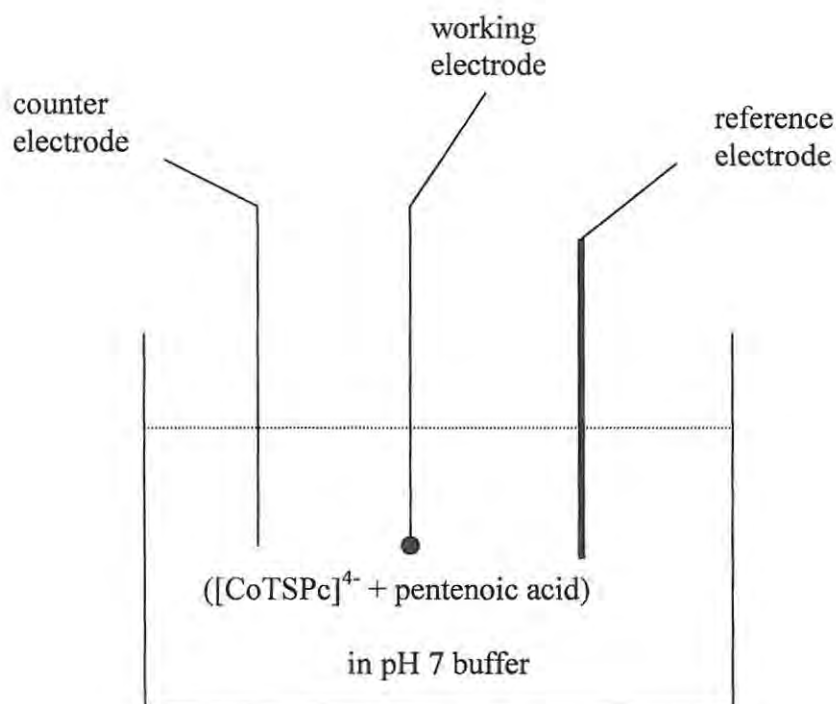 working
electrode
counter
electrode
reference
electrode
([CoTSPc]⁴⁻ + pentenoic acid)
in pH 7 buffer